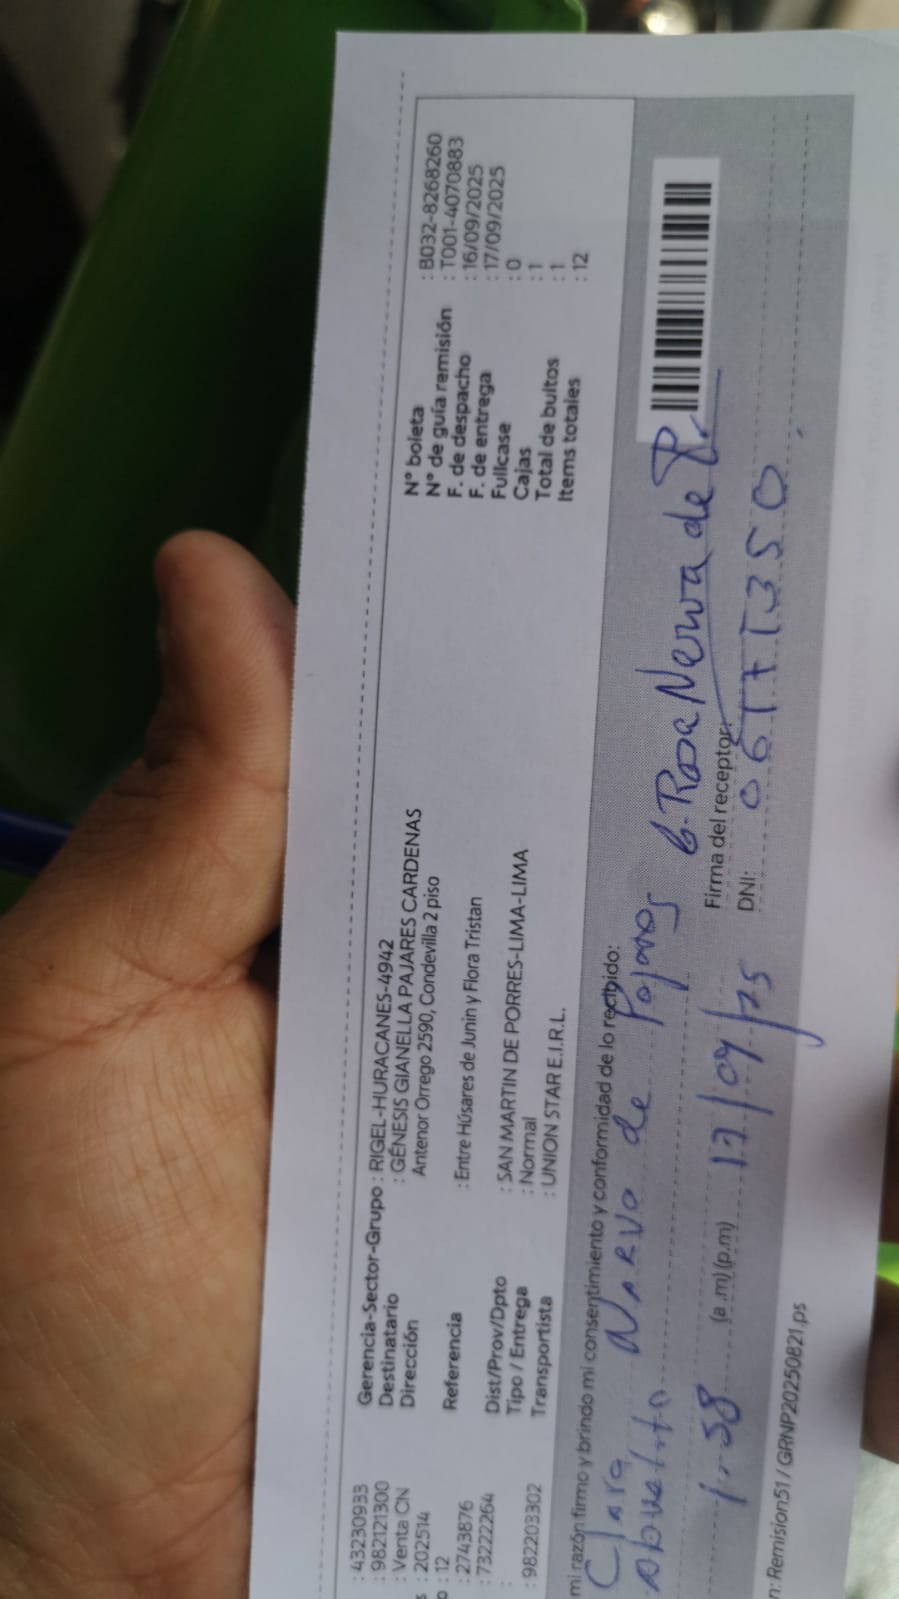 : 43230933
: 982121300
: Venta CN
: 202514
: 12
: 2743876
: 73222264
:
: 982203302
Gerencia-Sector-Grupo : RIGEL-HURACANES-4942
Destinatario : GÉNESIS GIANELLA PAJARES CARDENAS
Dirección Antenor Orrego 2590, Condevilla 2 piso
Referencia : Entre Húsares de Junin y Flora Tristan
Dist/Prov/Dpto : SAN MARTIN DE PORRES-LIMA-LIMA
Tipo / Entrega : Normal
Transportista : UNION STAR E.I.R.L.
N° boleta : B032-8268260
N° de guía remisión : T001-4070883
F. de despacho : 16/09/2025
F. de entrega : 17/09/2025
Fullcase : 0
Cajas : 1
Total de bultos : 1
Items totales : 12
mi razón firmo y brindo mi consentimiento y conformidad de lo recibido:
Clara de
abuelita
Rosa de
1:58 (a .m) (p.m) 17/09/25
Firma del receptor:
DNI:
n: Remision51 / GRNP20250821.ps